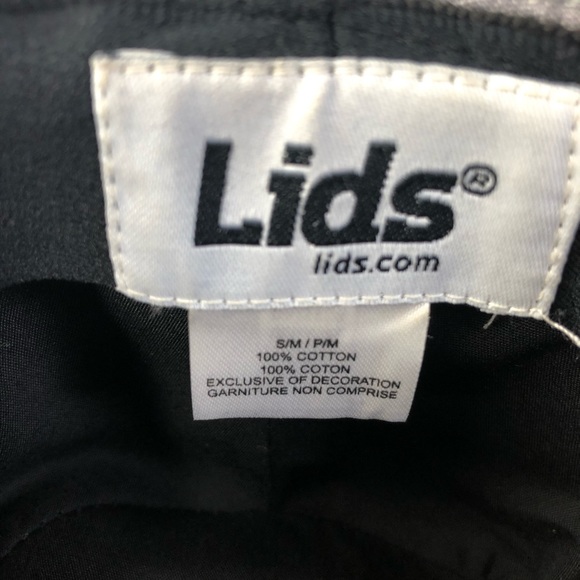 Lids®
lids.com
S/M / P/M
100% COTTON
100% COTON
EXCLUSIVE OF DECORATION
GARNITURE NON COMPRISE